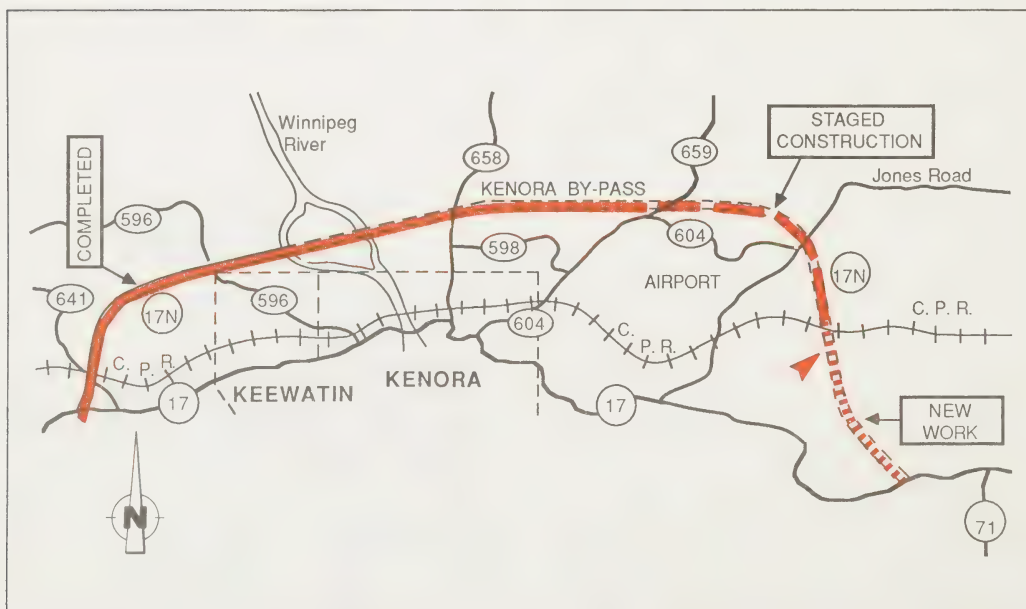 COMPLETED
Winnipeg
River
658
659
STAGED
CONSTRUCTION
Jones Road
KENORA BY-PASS
596
598
604
17N
AIRPORT
641
17N
596
604
C. P. R.
C.
P. R.
C. P. R.
KEEWATIN
KENORA
17
17
NEW
WORK
N
71